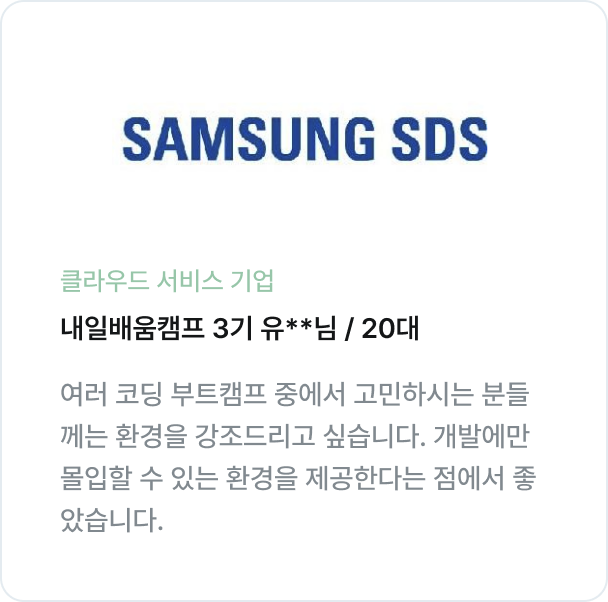 SAMSUNG SDS
클라우드 서비스 기업
내일배움캠프 3기 유**님 / 20대
여러 코딩 부트캠프 중에서 고민하시는 분들
께는 환경을 강조드리고 싶습니다. 개발에만
몰입할 수 있는 환경을 제공한다는 점에서 좋
았습니다.